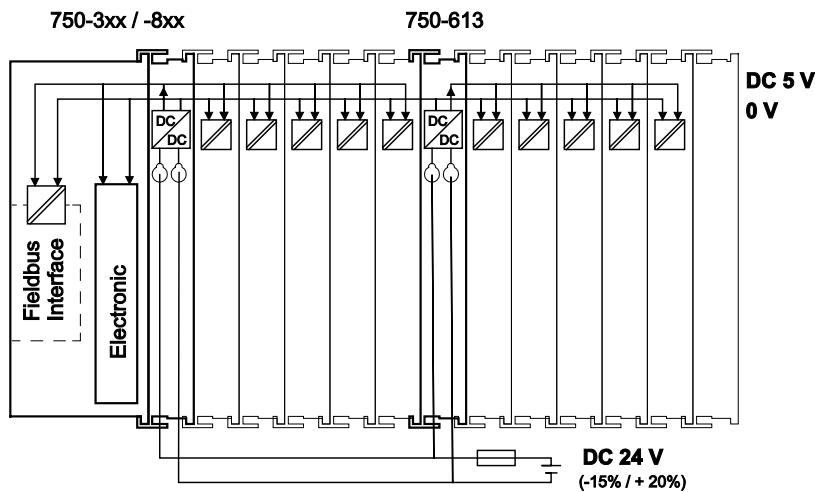 750-3xx / -8xx
750-613
DC 5 V
0 V
DC
DC
DC
DC
Fieldbus
Interface
Electronic
DC 24 V
(-15% / + 20%)